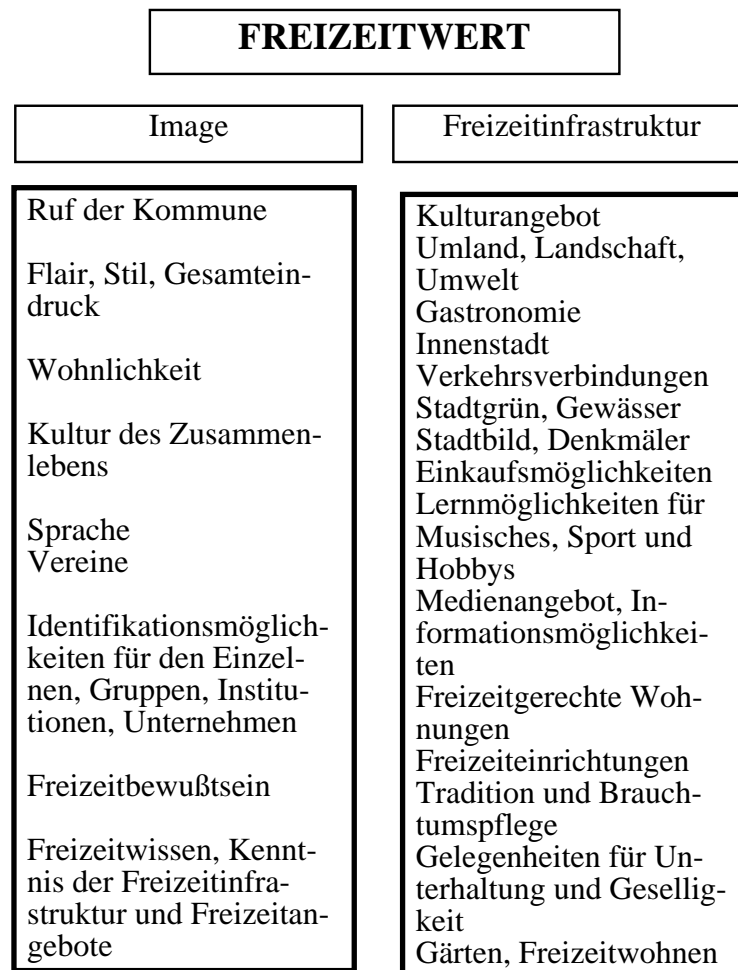 FREIZEITWERT
Image
Freizeitinfrastruktur
Ruf der Kommune
Flair, Stil, Gesamtein-
druck
Wohnlichkeit
Kultur des Zusammen-
lebens
Sprache
Vereine
Identifikationsmöglich-
keiten für den Einzel-
nen, Gruppen, Institu-
tionen, Unternehmen
Freizeitbewußtsein
Freizeitwissen, Kennt-
nis der Freizeitinfra-
struktur und Freizeitan-
gebote
Kulturangebot
Umland, Landschaft,
Umwelt
Gastronomie
Innenstadt
Verkehrsverbindungen
Stadtgrün, Gewässer
Stadtbild, Denkmäler
Einkaufsmöglichkeiten
Lernmöglichkeiten für
Musisches, Sport und
Hobbys
Medienangebot, In-
formationsmöglichkei-
ten
Freizeitgerechte Woh-
nungen
Freizeiteinrichtungen
Tradition und Brauch-
tumspflege
Gelegenheiten für Un-
terhaltung und Gesellig-
keit
Gärten, Freizeitwohnen